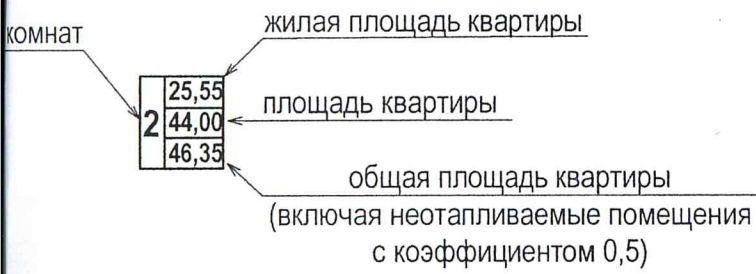 жилая площадь квартиры
комнат
25,55
2
44,00
площадь квартиры
46,35
общая площадь квартиры
(включая неотапливаемые помещения
с коэффициентом 0,5)